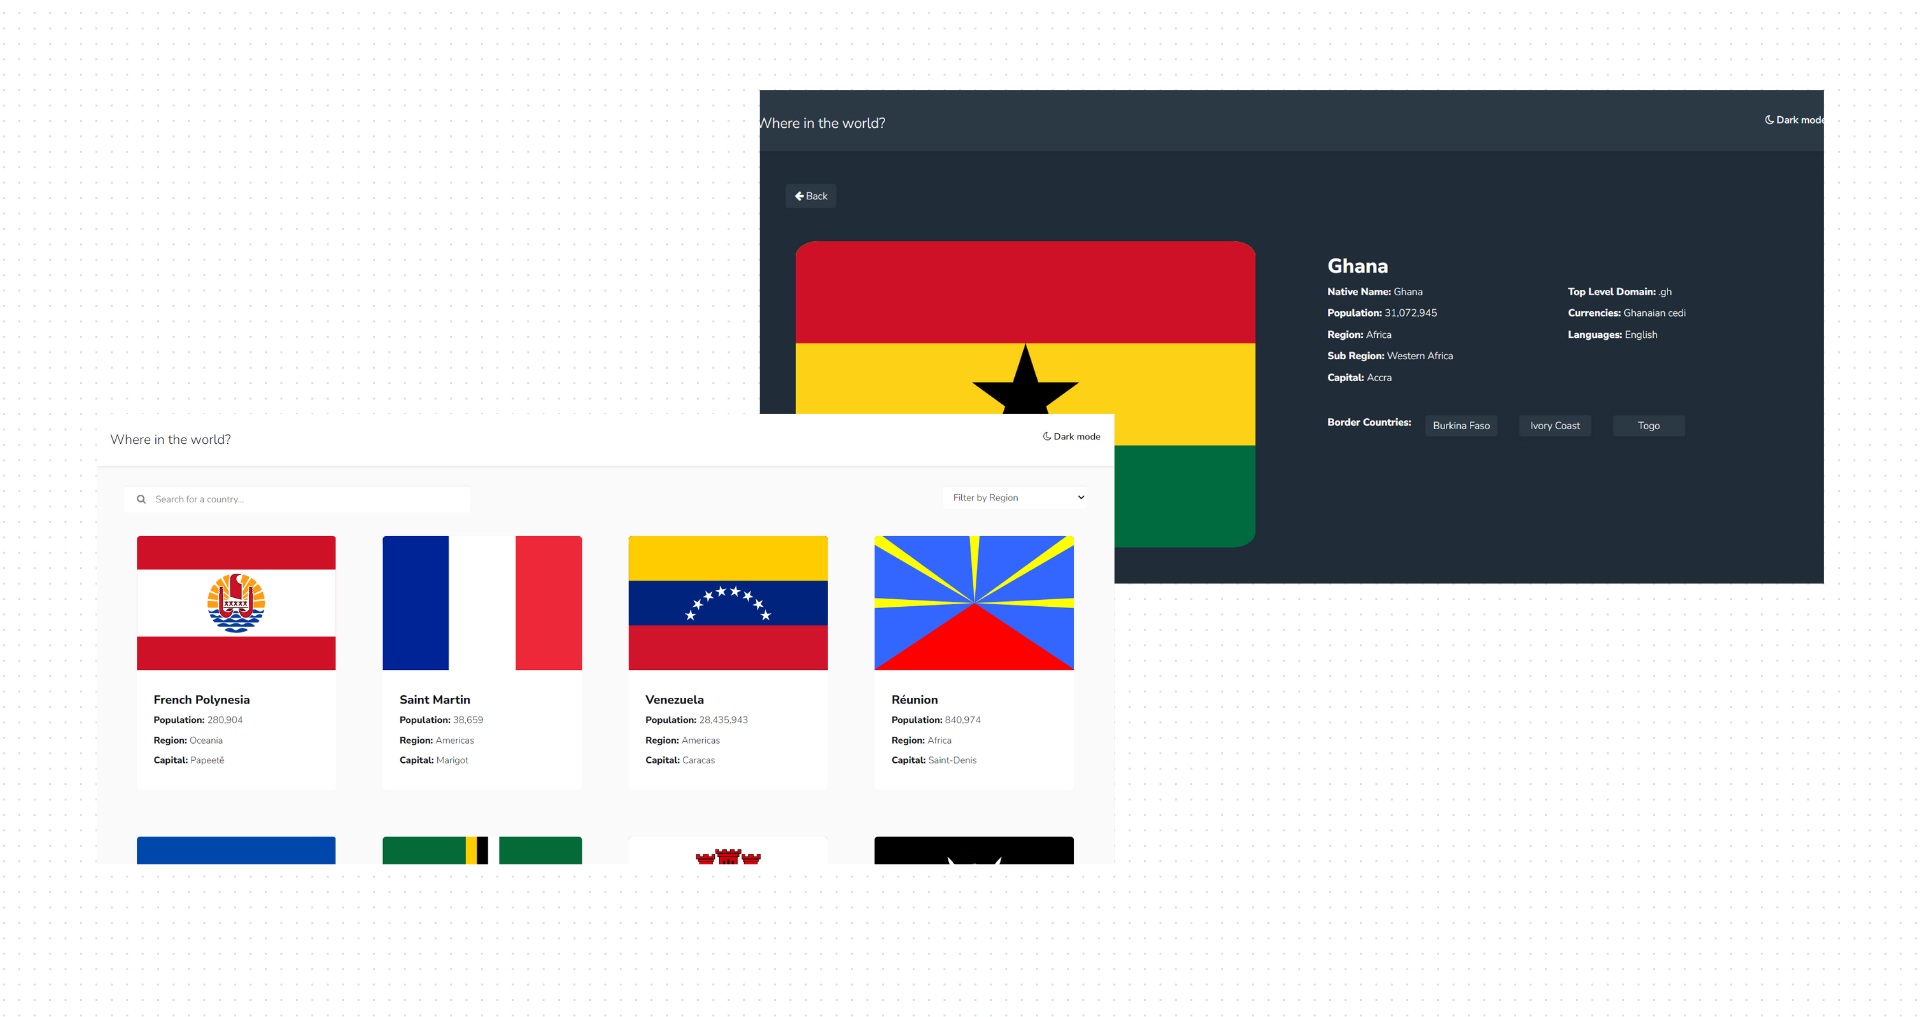 Where in the world?
Dark mode
Back
Ghana
Native Name: Ghana
Population: 31,072,945
Region: Africa
Sub Region: Western Africa
Capital: Accra
Top Level Domain: .gh
Currencies: Ghanaian cedi
Languages: English
Border Countries: Burkina Faso Ivory Coast Togo
Where in the world?
Dark mode
Search for a country...
Filter by Region
French Polynesia
Population: 280,904
Region: Oceania
Capital: Papeetē
Saint Martin
Population: 38,659
Region: Americas
Capital: Marigot
Venezuela
Population: 28,435,943
Region: Americas
Capital: Caracas
Réunion
Population: 840,974
Region: Africa
Capital: Saint-Denis